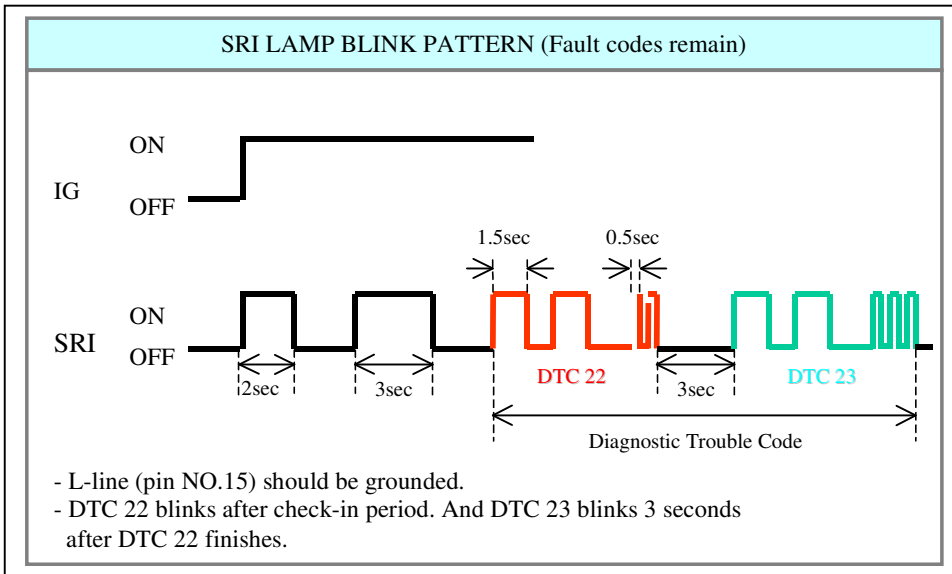 SRI LAMP BLINK PATTERN (Fault codes remain)
ON
IG
OFF
1.5sec
0.5sec
ON
SRI
OFF
2sec
3sec
DTC 22
3sec
DTC 23
Diagnostic Trouble Code
- L-line (pin NO.15) should be grounded.
- DTC 22 blinks after check-in period. And DTC 23 blinks 3 seconds
after DTC 22 finishes.